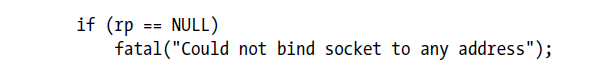 if (rp == NULL)
    fatal("Could not bind socket to any address");